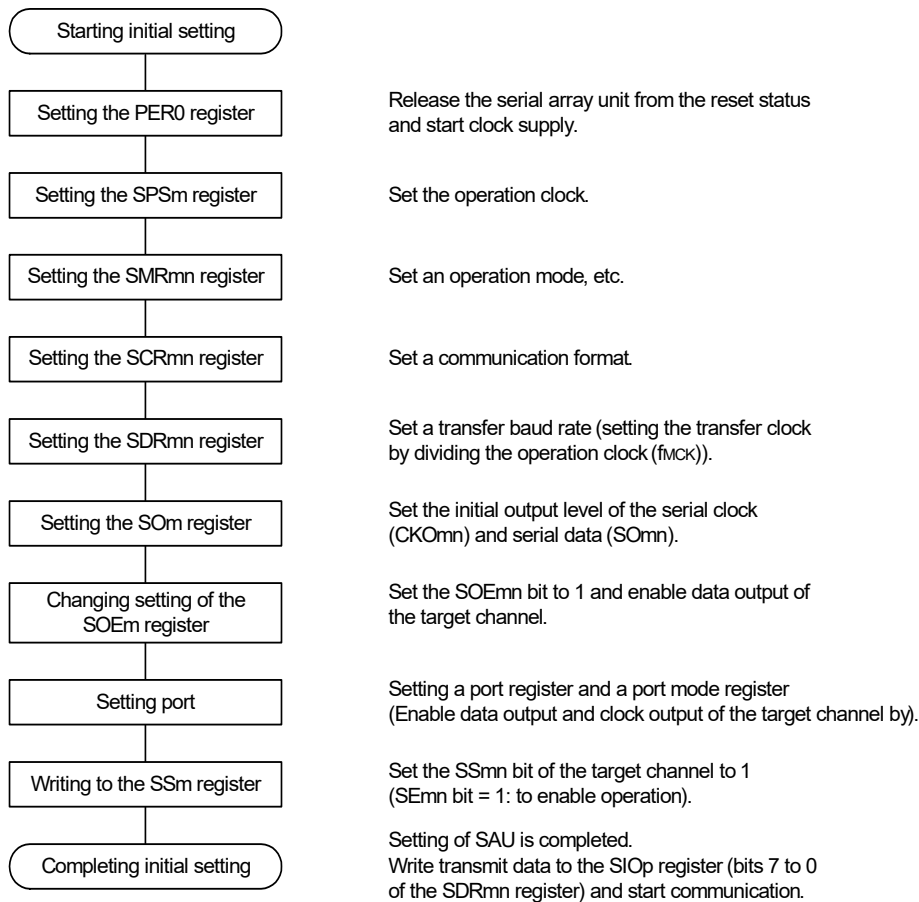 Starting initial setting
Setting the PER0 register
Release the serial array unit from the reset status
and start clock supply.
Setting the SPSm register
Set the operation clock.
Setting the SMRmn register
Set an operation mode, etc.
Setting the SCRmn register
Set a communication format.
Setting the SDRmn register
Set a transfer baud rate (setting the transfer clock
by dividing the operation clock (fMCK)).
Setting the SOm register
Set the initial output level of the serial clock
(CKOmn) and serial data (SOmn).
Changing setting of the
SOEm register
Set the SOEmn bit to 1 and enable data output of
the target channel.
Setting port
Setting a port register and a port mode register
(Enable data output and clock output of the target channel by).
Writing to the SSm register
Set the SSmn bit of the target channel to 1
(SEmn bit = 1: to enable operation).
Completing initial setting
Setting of SAU is completed.
Write transmit data to the SIOp register (bits 7 to 0
of the SDRmn register) and start communication.